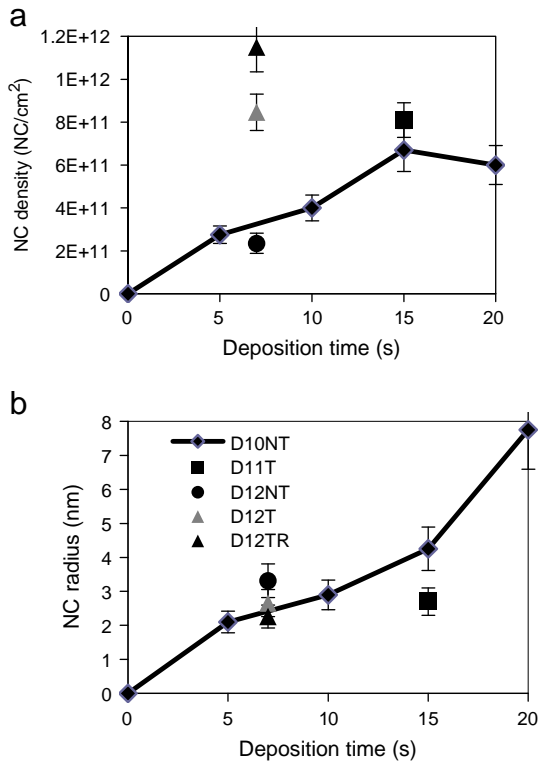 a
1.2E+12
1E+12
8E+11
6E+11
4E+11
2E+11
0
NC density (NC/cm²)
0 5 10 15 20
Deposition time (s)
b
8
7
6
5
4
3
2
1
0
NC radius (nm)
D10NT
D11T
D12NT
D12T
D12TR
0 5 10 15 20
Deposition time (s)